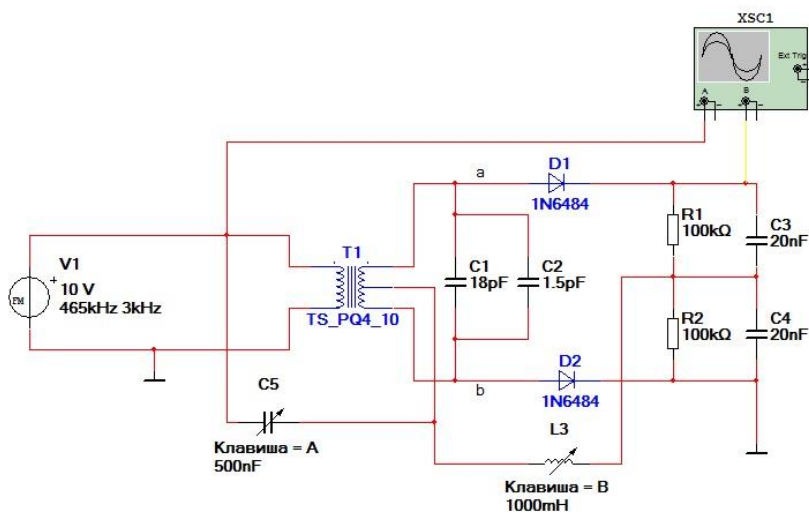 XSC1
Ext Trig
A
B
a
D1
1N6484
R1
100kΩ
C3
20nF
V1
10 V
465kHz 3kHz
FM
T1
TS_PQ4_10
C1
18pF
C2
1.5pF
R2
100kΩ
C4
20nF
D2
b
1N6484
C5
Клавиша = A
500nF
L3
Клавиша = B
1000mH